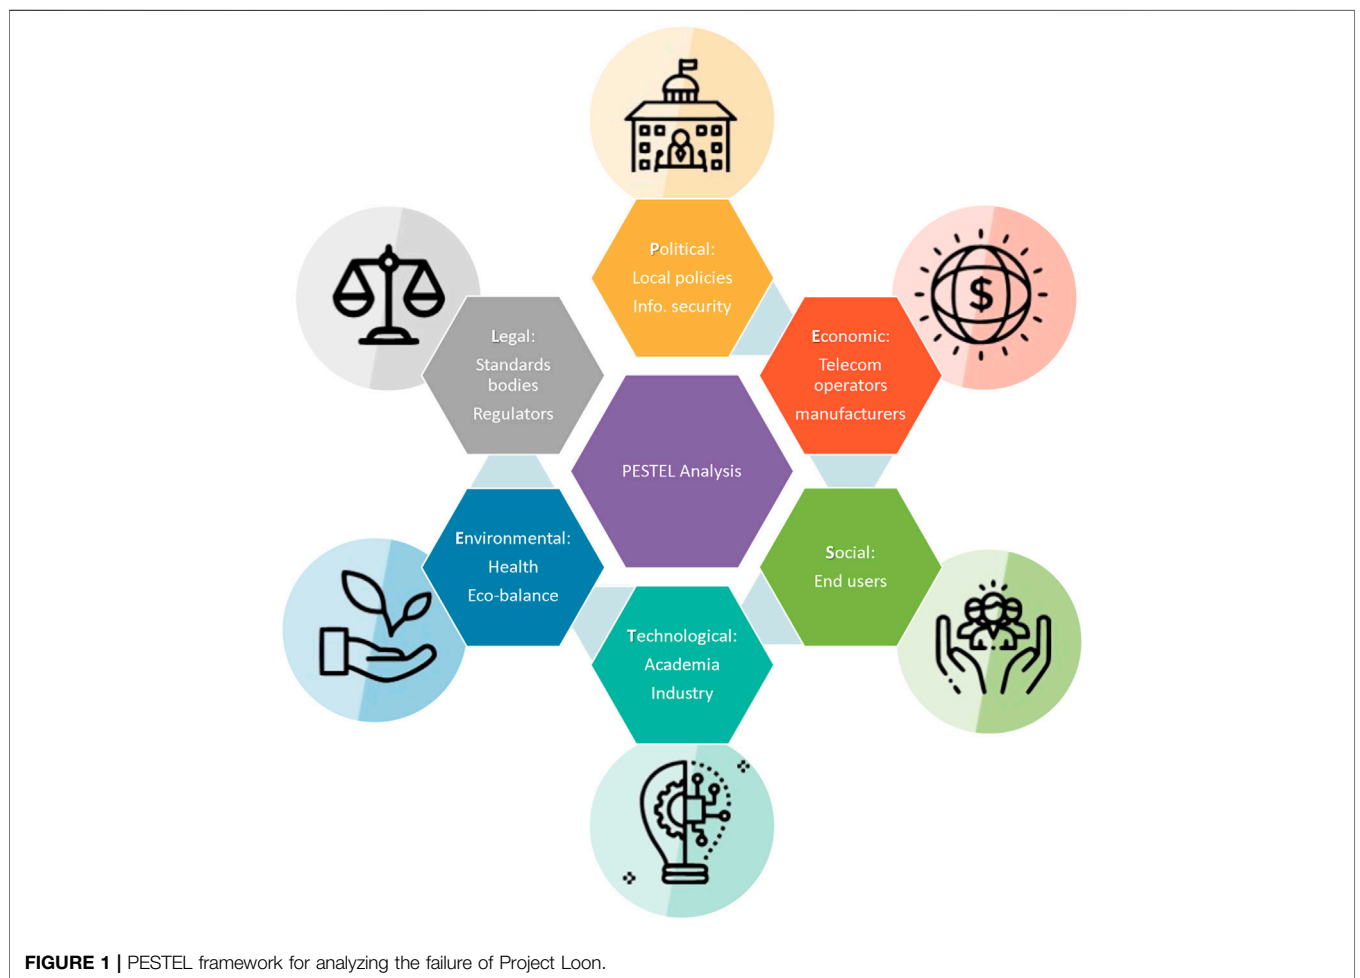 Political:
Local policies
Info. security
Economic:
Telecom
operators
manufacturers
Social:
End users
Technological:
Academia
Industry
Environmental:
Health
Eco-balance
Legal:
Standards
bodies
Regulators
PESTEL Analysis
$
FIGURE 1 | PESTEL framework for analyzing the failure of Project Loon.